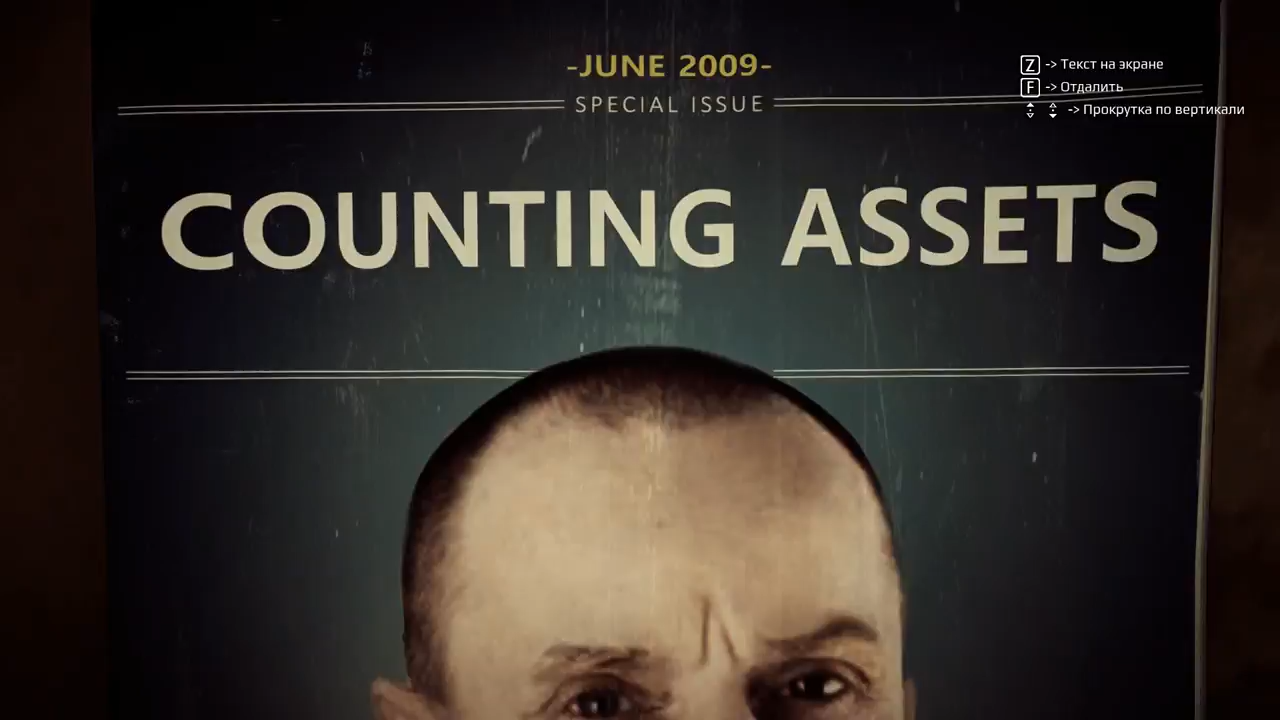 -JUNE 2009-
SPECIAL ISSUE
COUNTING ASSETS
Z -> Текст на экране
F -> Отдалить
-> Прокрутка по вертикали